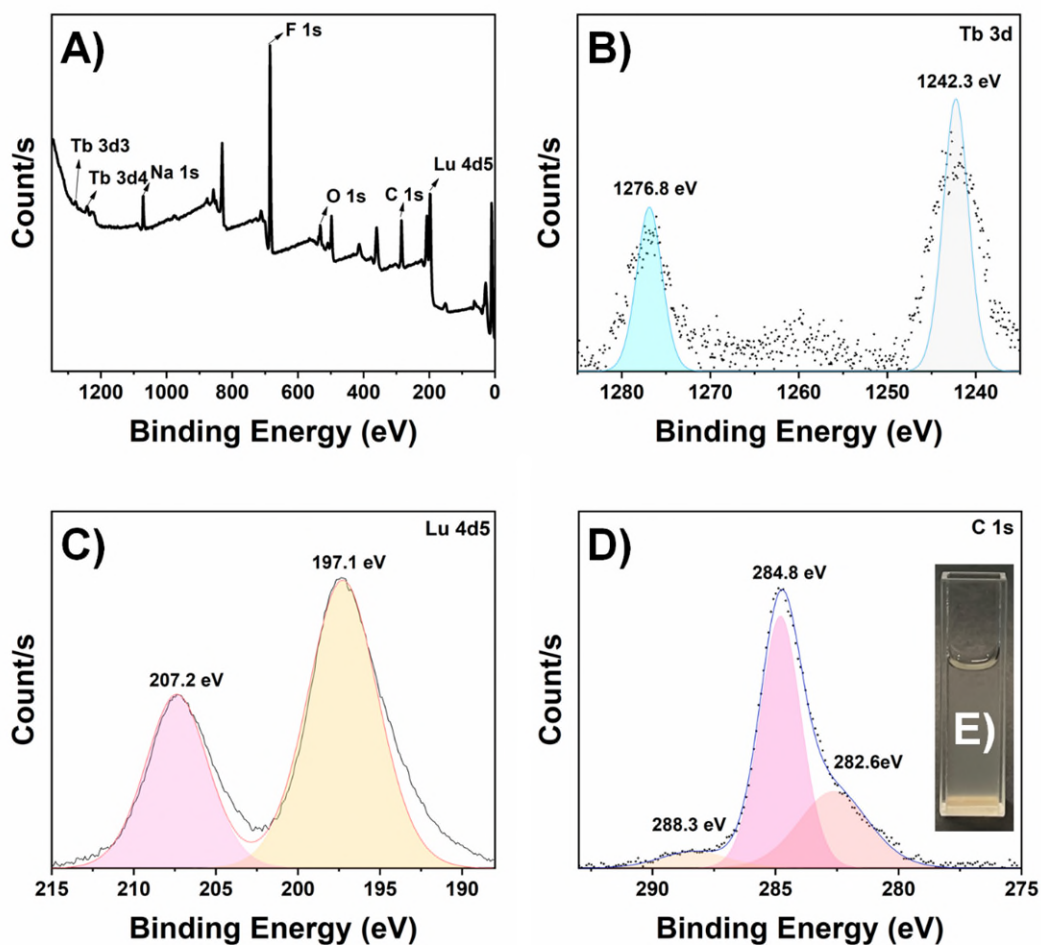 A)
F 1s
Tb 3d3
Tb 3d4
Na 1s
O 1s
C 1s
Lu 4d5
Count/s
1200 1000 800 600 400 200 0
Binding Energy (eV)
B)
Tb 3d
1242.3 eV
1276.8 eV
Count/s
1280 1270 1260 1250 1240
Binding Energy (eV)
C)
Lu 4d5
197.1 eV
207.2 eV
Count/s
215 210 205 200 195 190
Binding Energy (eV)
D)
C 1s
284.8 eV
282.6eV
288.3 eV
E)
Count/s
290 285 280 275
Binding Energy (eV)